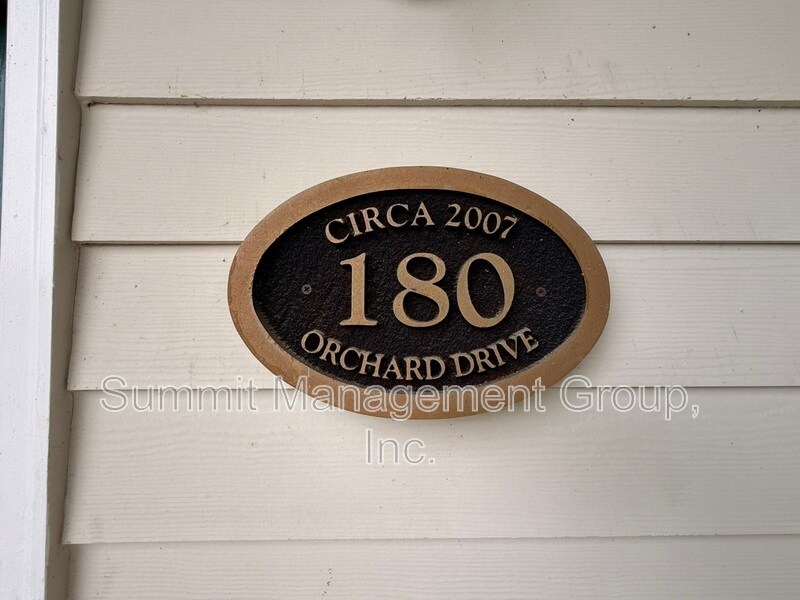 CIRCA 2007
180
ORCHARD DRIVE
Summit Management Group,
Inc.